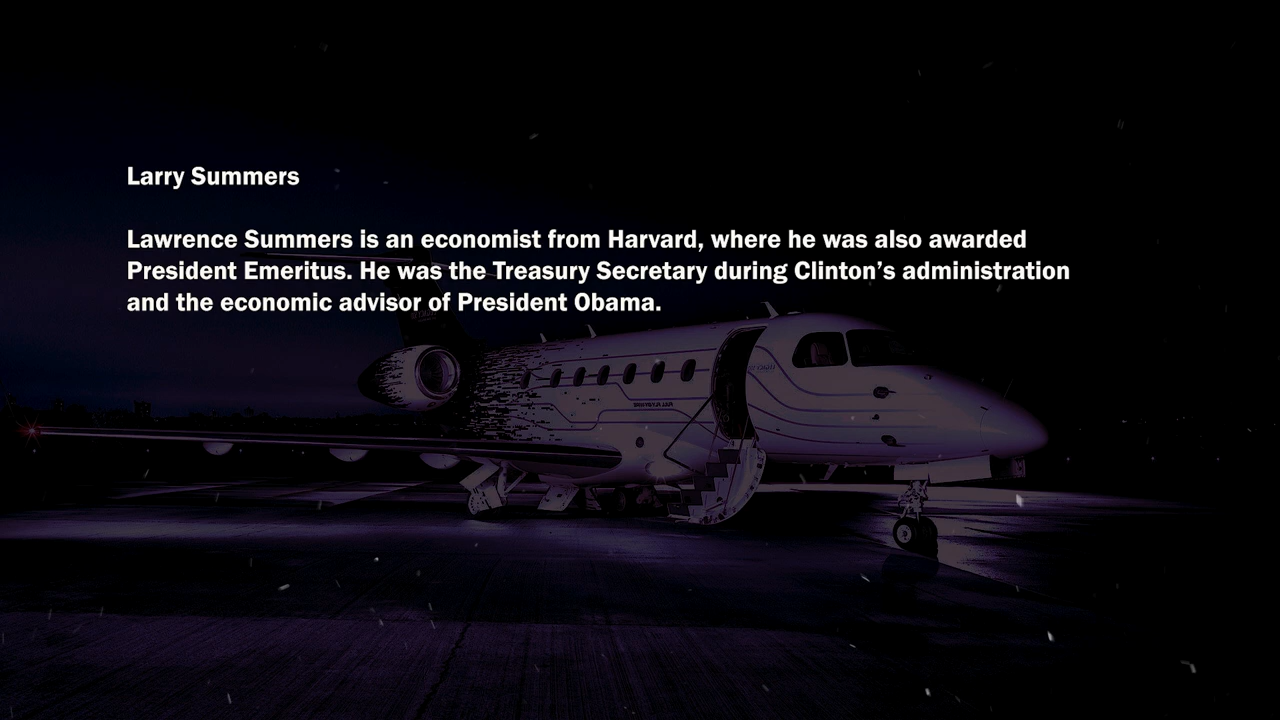 Larry Summers
Lawrence Summers is an economist from Harvard, where he was also awarded
President Emeritus. He was the Treasury Secretary during Clinton’s administration
and the economic advisor of President Obama.